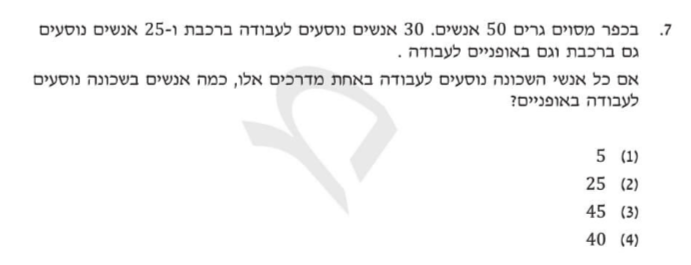 7. בכפר מסוים גרים 50 אנשים. 30 אנשים נוסעים לעבודה ברכבת ו-25 אנשים נוסעים
גם ברכבת וגם באופניים לעבודה .
אם כל אנשי השכונה נוסעים לעבודה באחת מדרכים אלו, כמה אנשים בשכונה נוסעים
לעבודה באופניים?
(1) 5
(2) 25
(3) 45
(4) 40